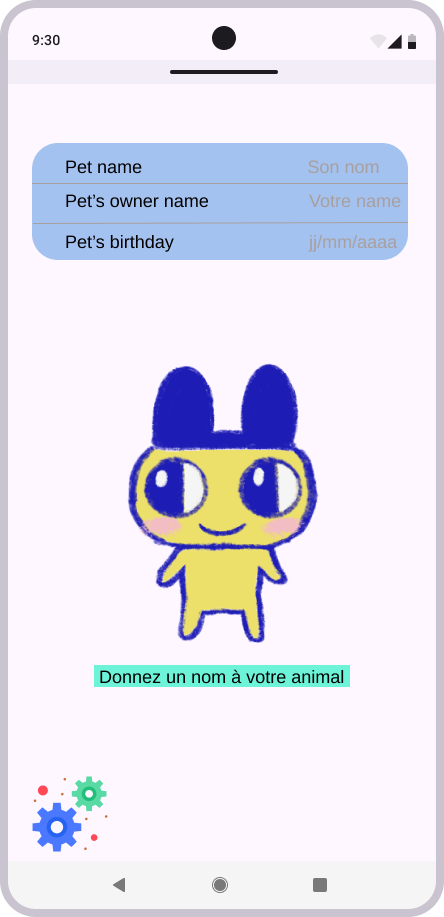 9:30
Pet name Son nom
Pet’s owner name Votre name
Pet’s birthday jj/mm/aaaa
Donnez un nom à votre animal